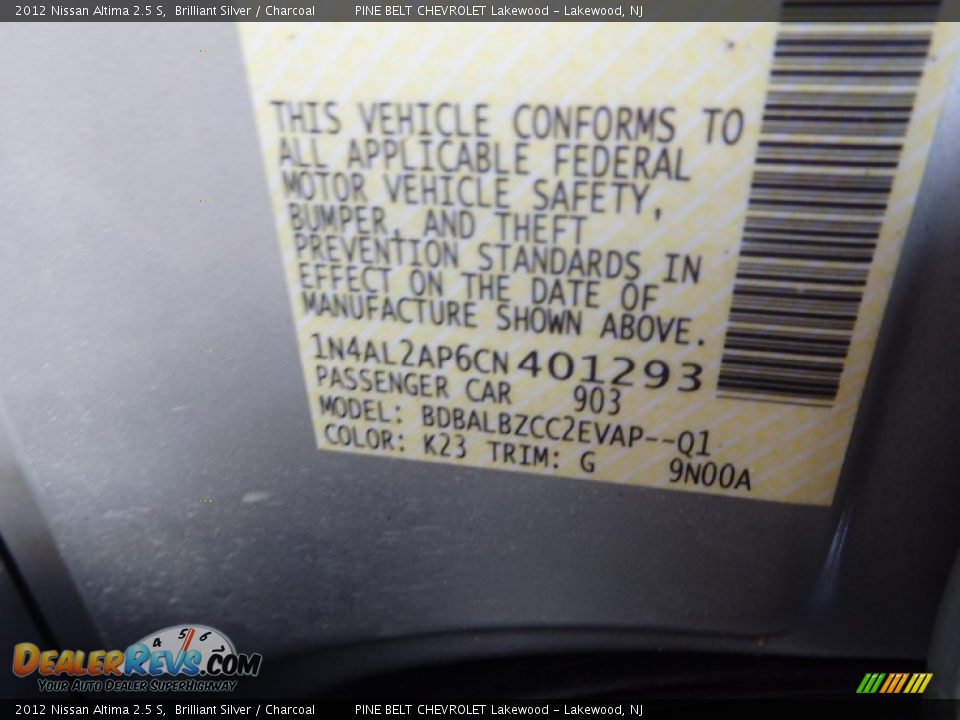 2012 Nissan Altima 2.5 S, Brilliant Silver / Charcoal PINE BELT CHEVROLET Lakewood - Lakewood, NJ
THIS VEHICLE CONFORMS TO
ALL APPLICABLE FEDERAL
MOTOR VEHICLE SAFETY,
BUMPER, AND THEFT
PREVENTION STANDARDS IN
EFFECT ON THE DATE OF
MANUFACTURE SHOWN ABOVE.
1N4AL2AP6CN401293
PASSENGER CAR 903
MODEL: BDBALBZCC2EVAP--Q1
COLOR: K23 TRIM: G 9N00A
4 5 6
DEALERREVS.COM
YOUR AUTO DEALER SUPERHIGHWAY
2012 Nissan Altima 2.5 S, Brilliant Silver / Charcoal PINE BELT CHEVROLET Lakewood - Lakewood, NJ